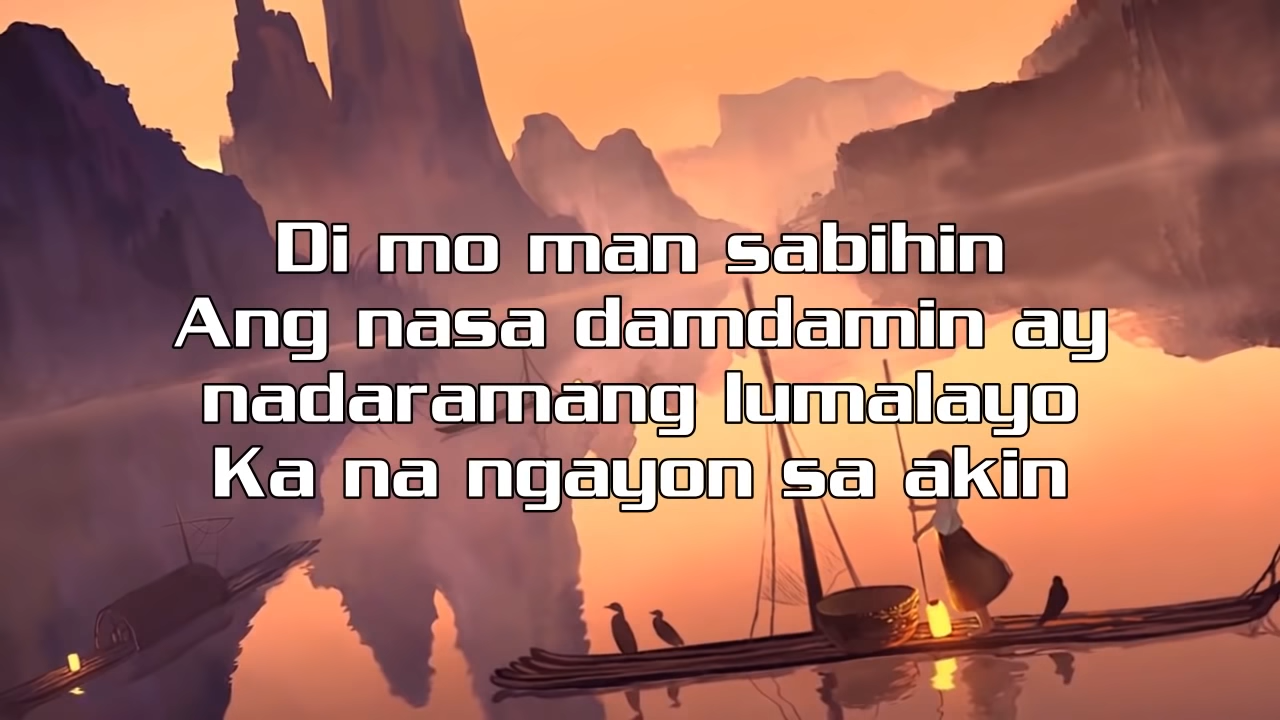 Di mo man sabihin
Ang nasa damdamin ay
nadaramang lumalayo
Ka na ngayon sa akin